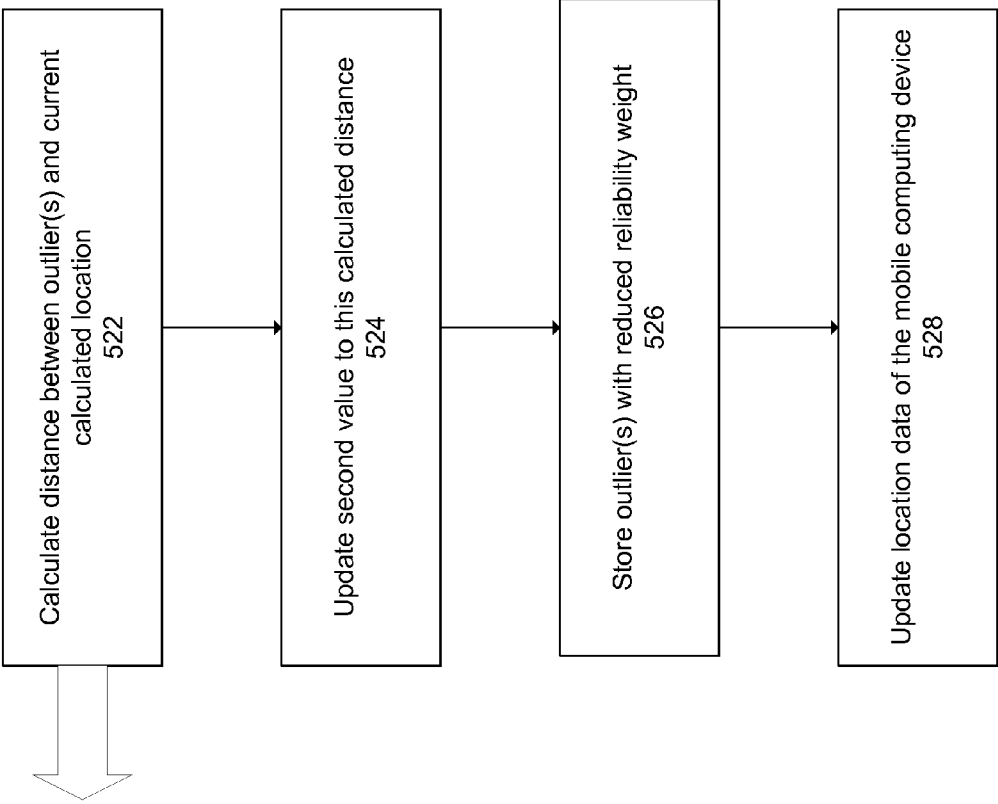 Calculate distance between outlier(s) and current
calculated location
522
Update second value to this calculated distance
524
Store outlier(s) with reduced reliability weight
526
Update location data of the mobile computing device
528